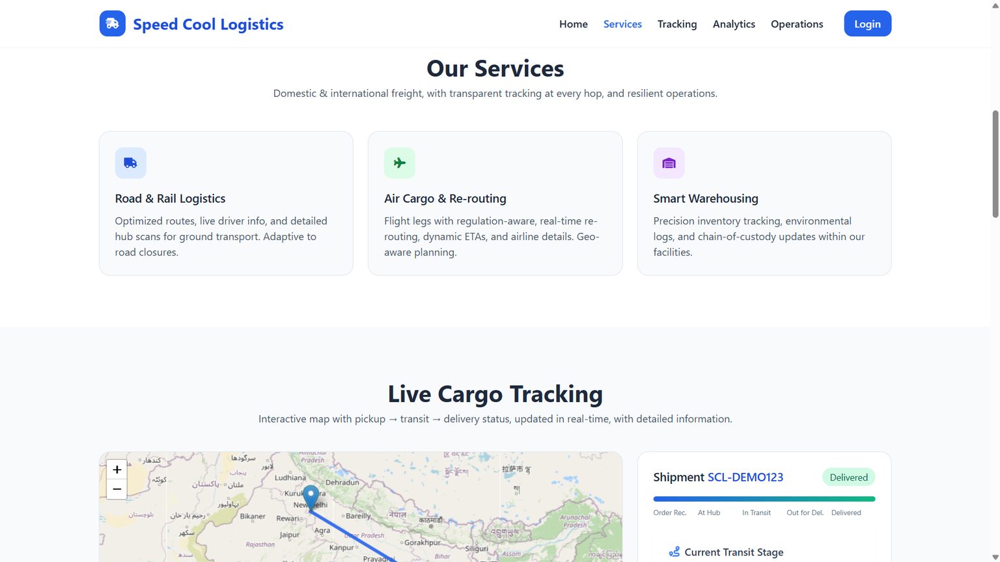 Speed Cool Logistics
Home Services Tracking Analytics Operations Login
Our Services
Domestic & international freight, with transparent tracking at every hop, and resilient operations.
Road & Rail Logistics
Optimized routes, live driver info, and detailed
hub scans for ground transport. Adaptive to
road closures.
Air Cargo & Re-routing
Flight legs with regulation-aware, real-time re-
routing, dynamic ETAs, and airline details. Geo-
aware planning.
Smart Warehousing
Precision inventory tracking, environmental
logs, and chain-of-custody updates within our
facilities.
Live Cargo Tracking
Interactive map with pickup → transit → delivery status, updated in real-time, with detailed information.
+
−
Himachal
Pradesh
کندھار
سرگودھا
لاہور
پنجاب
Ludhiana
Dehradun
کوئٹہ
پاکستان
ملتان
بہاولپور
بلوچستان
رحیم یار خان
Bikaner
Rewari
Bareilly
नेपाल
काठमाडौं
Arunachal
Pradesh
سکھر
Jaipur
Agra
Uttar Pradesh
འབྲུག་ཡུལ་
Rajasthan
Kanpur
Gorakhpur
Siliguri
سندھ
Prayagraj
Bihar
Assam
拉萨市
Shipment SCL-DEMO123
Delivered
Order Rec. At Hub In Transit Out for Del. Delivered
Current Transit Stage